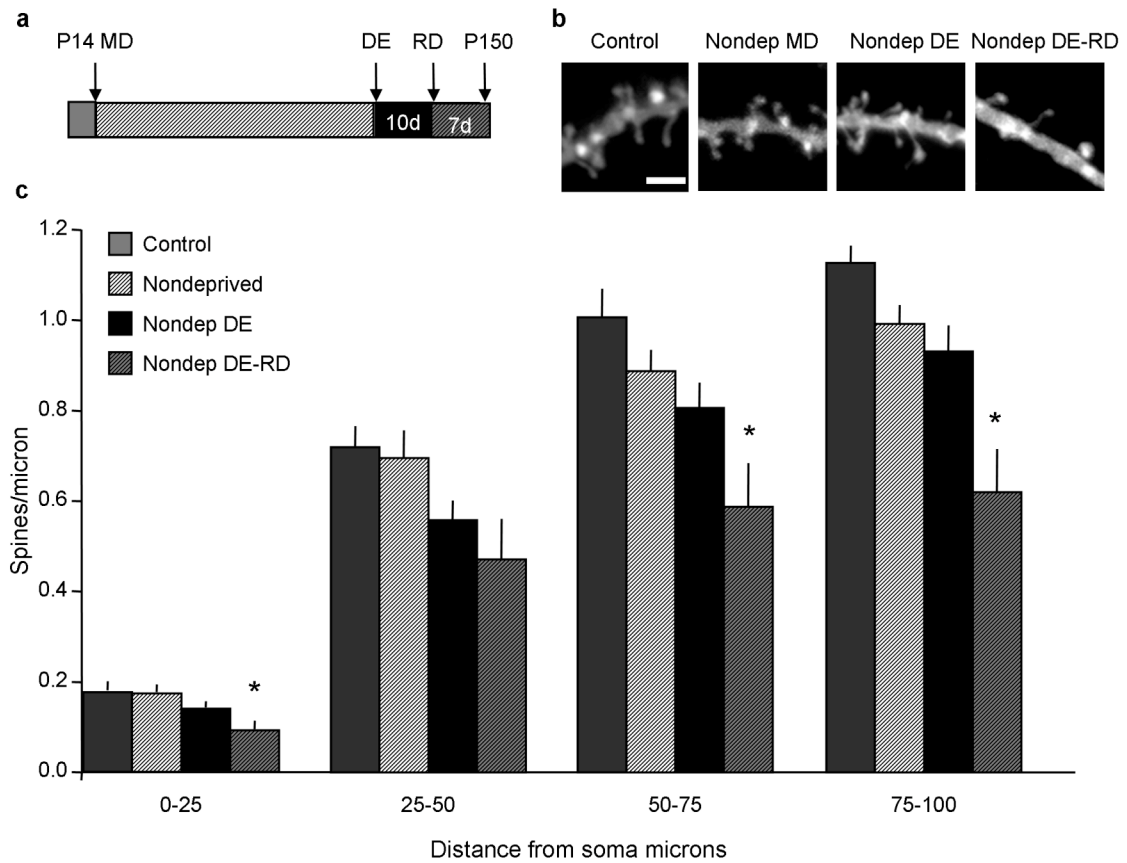 a
P14 MD DE RD P150
10d 7d
b
Control Nondep MD Nondep DE Nondep DE-RD
c
Spines/micron
1.2
1.0
0.8
0.6
0.4
0.2
0.0
Control
Nondeprived
Nondep DE
Nondep DE-RD
*
*
*
0-25 25-50 50-75 75-100
Distance from soma microns